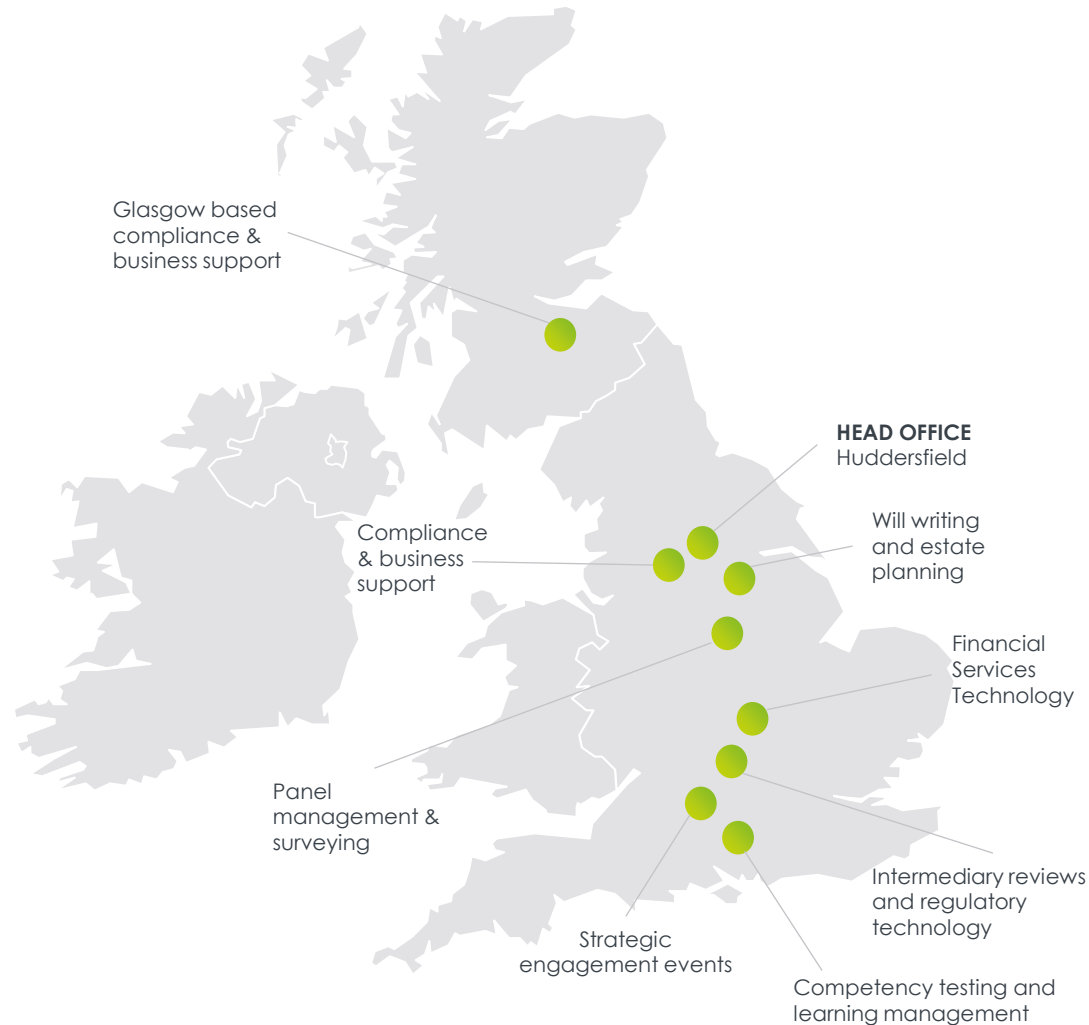 Glasgow based
compliance &
business support
HEAD OFFICE
Huddersfield
Compliance
& business
support
Will writing
and estate
planning
Financial
Services
Technology
Panel
management &
surveying
Intermediary reviews
and regulatory
technology
Strategic
engagement events
Competency testing and
learning management